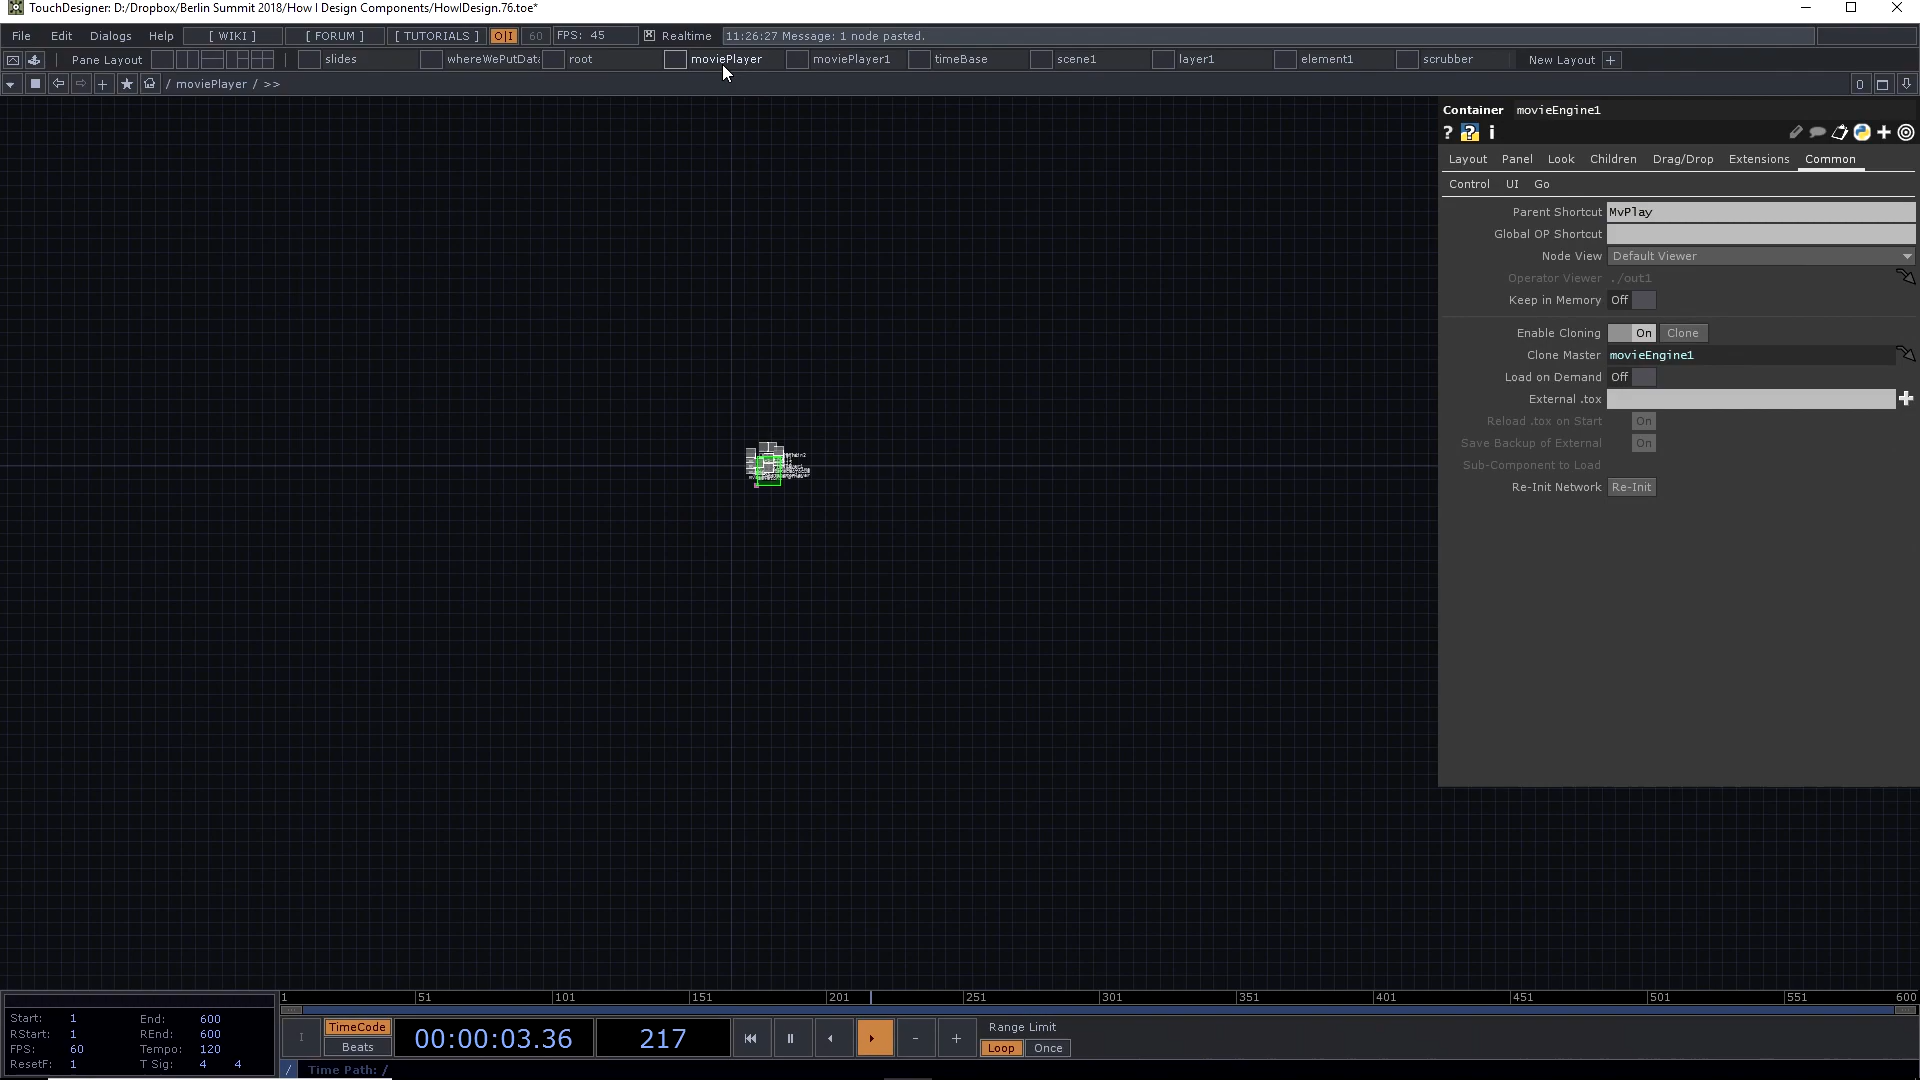 TouchDesigner: D:/Dropbox/Berlin Summit 2018/How I Design Components/HowIDesign.76.toe*
File Edit Dialogs Help [ WIKI ] [ FORUM ] [ TUTORIALS ] O|I 60 FPS: 45 Realtime 11:26:27 Message: 1 node pasted.
Pane Layout slides whereWePutData root moviePlayer moviePlayer1 timeBase scene1 layer1 element1 scrubber New Layout +
/ moviePlayer / >> 0
Container movieEngine1
? ? i
Layout Panel Look Children Drag/Drop Extensions Common
Control UI Go
Parent Shortcut MvPlay
Global OP Shortcut
Node View Default Viewer
Operator Viewer ./out1
Keep in Memory Off
Enable Cloning On Clone
Clone Master movieEngine1
Load on Demand Off
External .tox
Reload .tox on Start On
Save Backup of External On
Sub-Component to Load
Re-Init Network Re-Init
1 51 101 151 201 251 301 351 401 451 501 551 600
Start: 1 End: 600
RStart: 1 REnd: 600
FPS: 60 Tempo: 120
ResetF: 1 T Sig: 4 4
I TimeCode Beats 00:00:03.36 217 - + Range Limit
Loop Once
/ Time Path: /